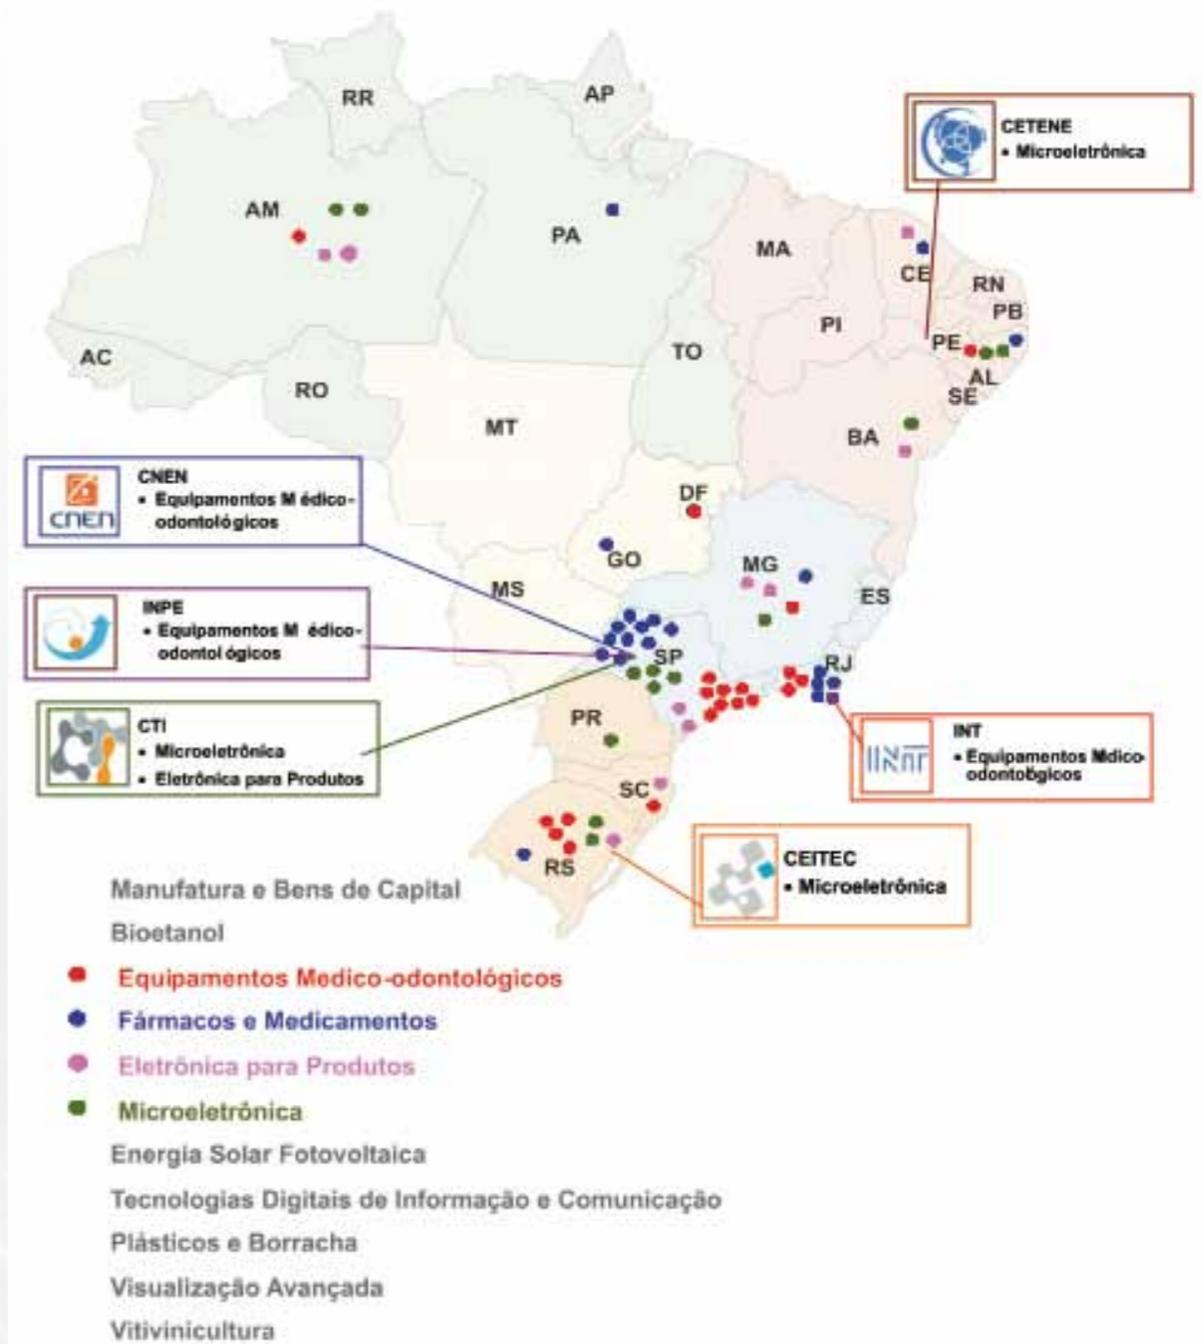 RR
AP
CETENE
• Microeletrônica
AM
PA
MA
CE
RN
PB
PI
PE
AC
TO
AL
SE
RO
MT
BA
CNEN
• Equipamentos M édico-
odontológicos
CNEN
DF
GO
MG
MS
ES
INPE
• Equipamentos M édico-
odontol ógicos
SP
RJ
CTI
• Microeletrônica
• Eletrônica para Produtos
PR
INT
INT
• Equipamentos Mdico-
odontológicos
SC
RS
CEITEC
• Microeletrônica
Manufatura e Bens de Capital
Bioetanol
Equipamentos Medico-odontológicos
Fármacos e Medicamentos
Eletrônica para Produtos
Microeletrônica
Energia Solar Fotovoltaica
Tecnologias Digitais de Informação e Comunicação
Plásticos e Borracha
Visualização Avançada
Vitivinicultura